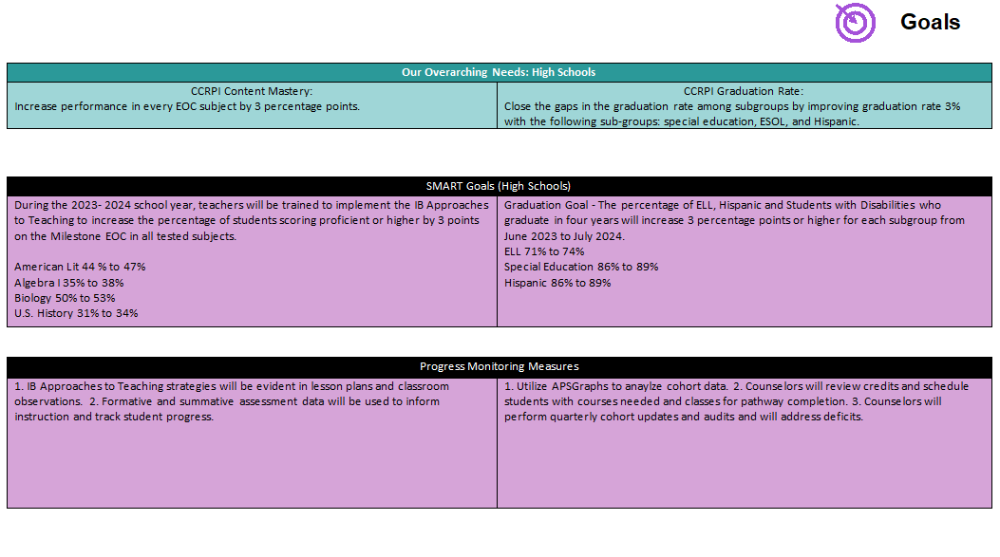 Goals
Our Overarching Needs: High Schools
CCRPI Content Mastery:
Increase performance in every EOC subject by 3 percentage points.
CCRPI Graduation Rate:
Close the gaps in the graduation rate among subgroups by improving graduation rate 3%
with the following sub-groups: special education, ESOL, and Hispanic.
SMART Goals (High Schools)
During the 2023- 2024 school year, teachers will be trained to implement the IB Approaches
to Teaching to increase the percentage of students scoring proficient or higher by 3 points
on the Milestone EOC in all tested subjects.
American Lit 44 % to 47%
Algebra I 35% to 38%
Biology 50% to 53%
U.S. History 31% to 34%
Graduation Goal - The percentage of ELL, Hispanic and Students with Disabilities who
graduate in four years will increase 3 percentage points or higher for each subgroup from
June 2023 to July 2024.
ELL 71% to 74%
Special Education 86% to 89%
Hispanic 86% to 89%
Progress Monitoring Measures
1. IB Approaches to Teaching strategies will be evident in lesson plans and classroom
observations. 2. Formative and summative assessment data will be used to inform
instruction and track student progress.
1. Utilize APSGraphs to anaylze cohort data. 2. Counselors will review credits and schedule
students with courses needed and classes for pathway completion. 3. Counselors will
perform quarterly cohort updates and audits and will address deficits.